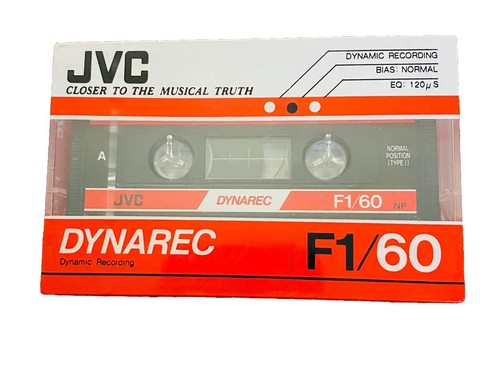 JVC
CLOSER TO THE MUSICAL TRUTH
DYNAMIC RECORDING
BIAS: NORMAL
EQ: 120μS
A
NORMAL
POSITION
(TYPE I)
JVC DYNAREC F1/60 NP
DYNAREC
Dynamic Recording
F1/60